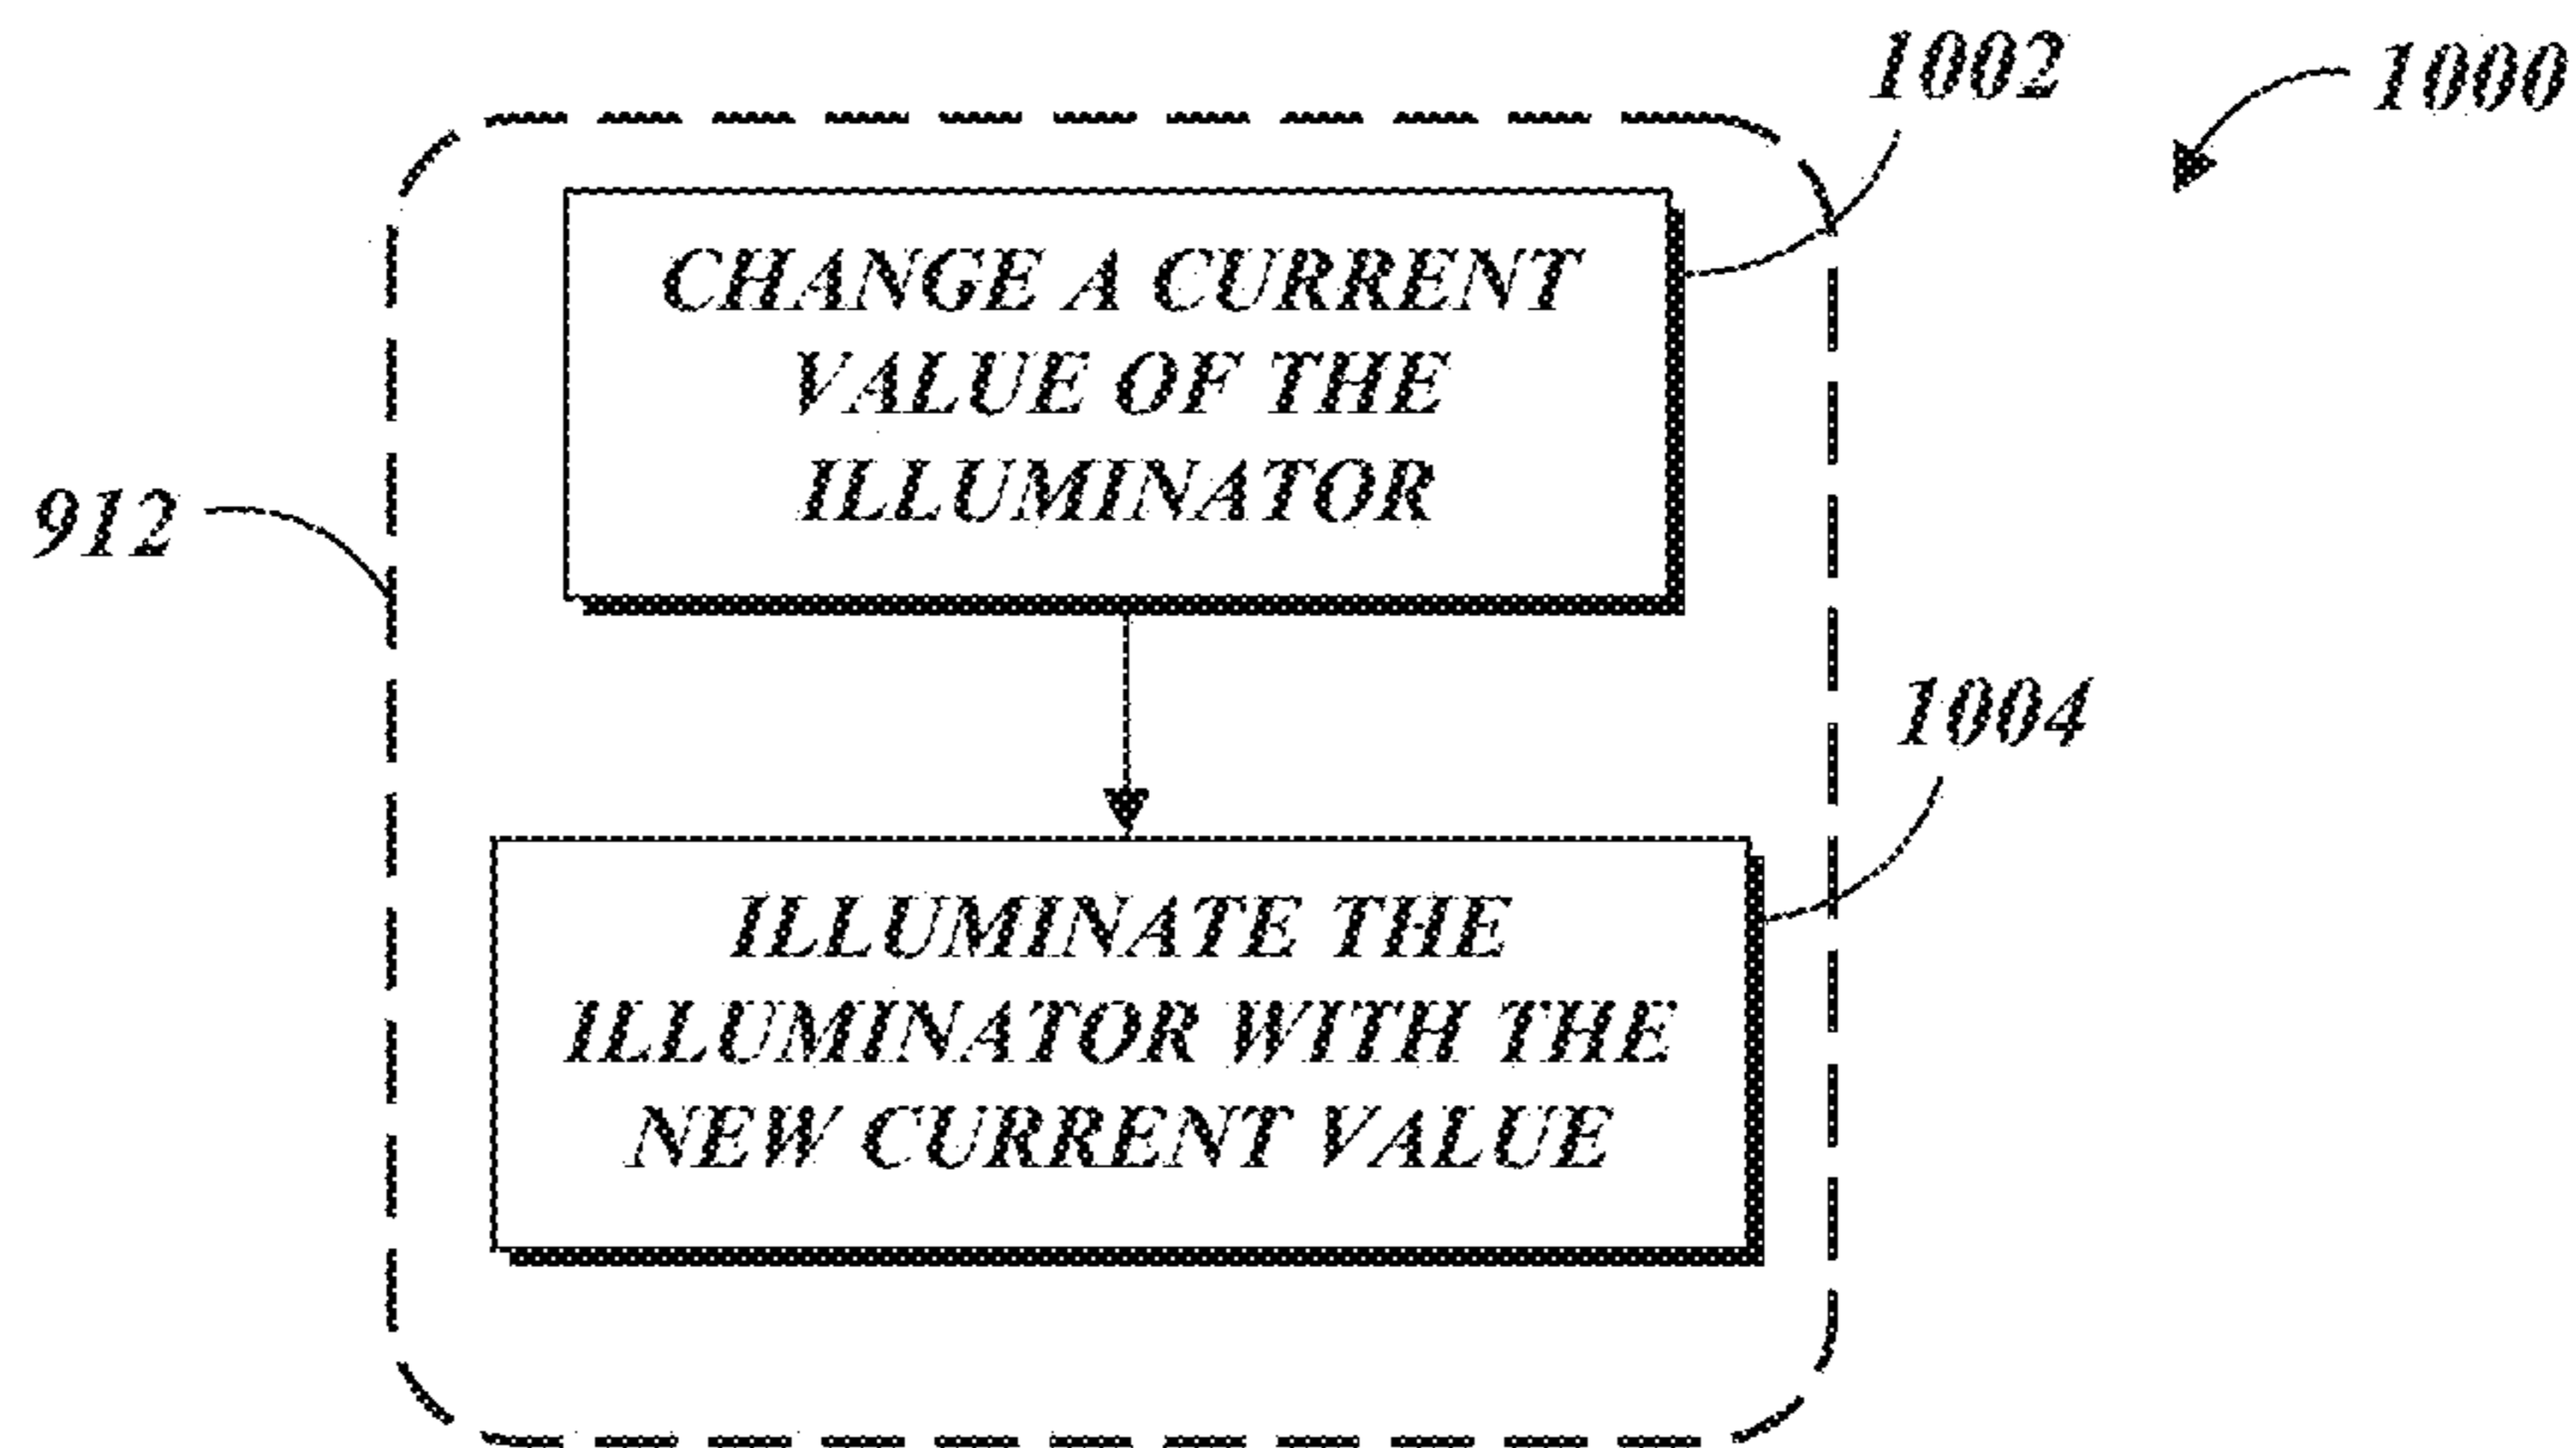 1002
1000
CHANGE A CURRENT
VALUE OF THE
ILLUMINATOR
912
1004
ILLUMINATE THE
ILLUMINATOR WITH THE
NEW CURRENT VALUE